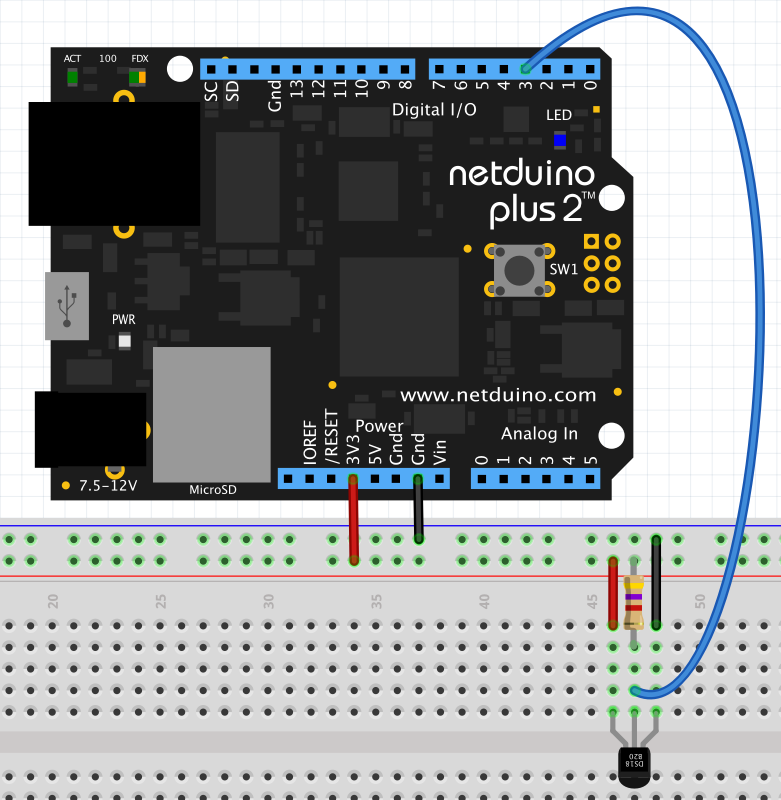 ACT 100 FDX
SC SD Gnd 13 12 11 10 9 8 7 6 5 4 3 2 1 0
Digital I/O
LED
netduino
plus 2™
SW1
PWR
www.netduino.com
IOREF /RESET 3V3 5V Gnd Gnd Vin
Power
Analog In
0 1 2 3 4 5
7.5-12V
MicroSD
20 25 30 35 40 45 50
DS18
B20